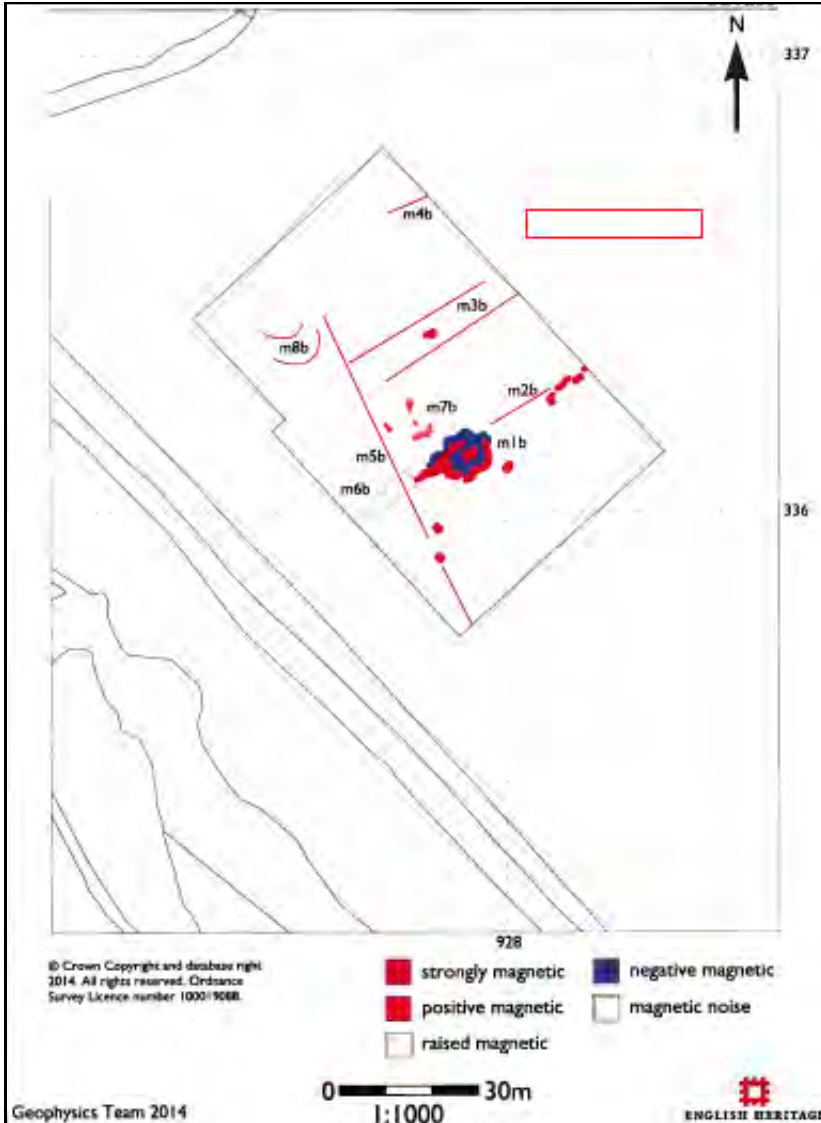 N
337
m4b
m3b
m8b
m2b
m7b
m1b
m5b
m6b
336
928
© Crown Copyright and database right
2014. All rights reserved. Ordnance
Survey Licence number 100019088.
strongly magnetic
negative magnetic
positive magnetic
magnetic noise
raised magnetic
0 30m
1:1000
Geophysics Team 2014
ENGLISH HERITAGE